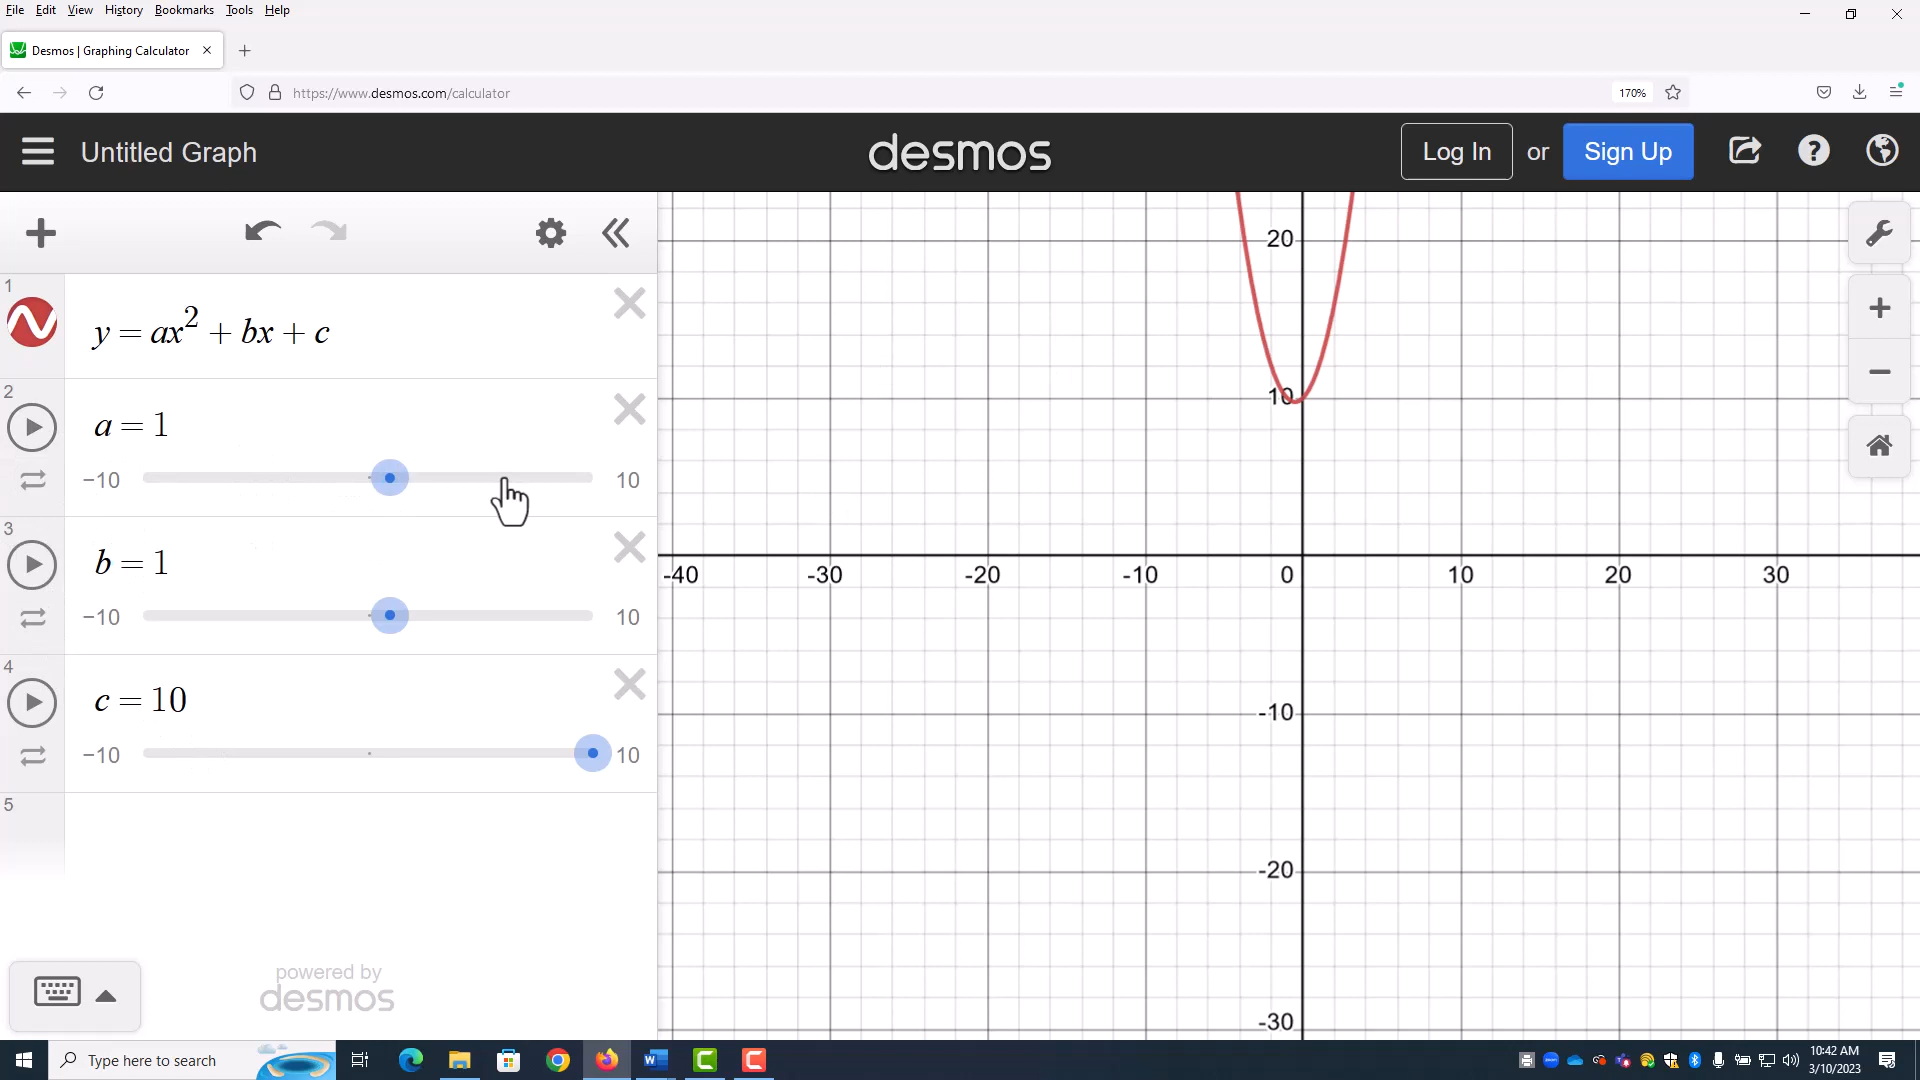 File Edit View History Bookmarks Tools Help
Desmos | Graphing Calculator
https://www.desmos.com/calculator
170%
Untitled Graph
desmos
Log In or Sign Up
1
y = ax² + bx + c
2
a = 1
−10 10
3
b = 1
−10 10
4
c = 10
−10 10
5
powered by
desmos
20
10
-40 -30 -20 -10 0 10 20 30
-10
-20
-30
Type here to search
10:42 AM
3/10/2023